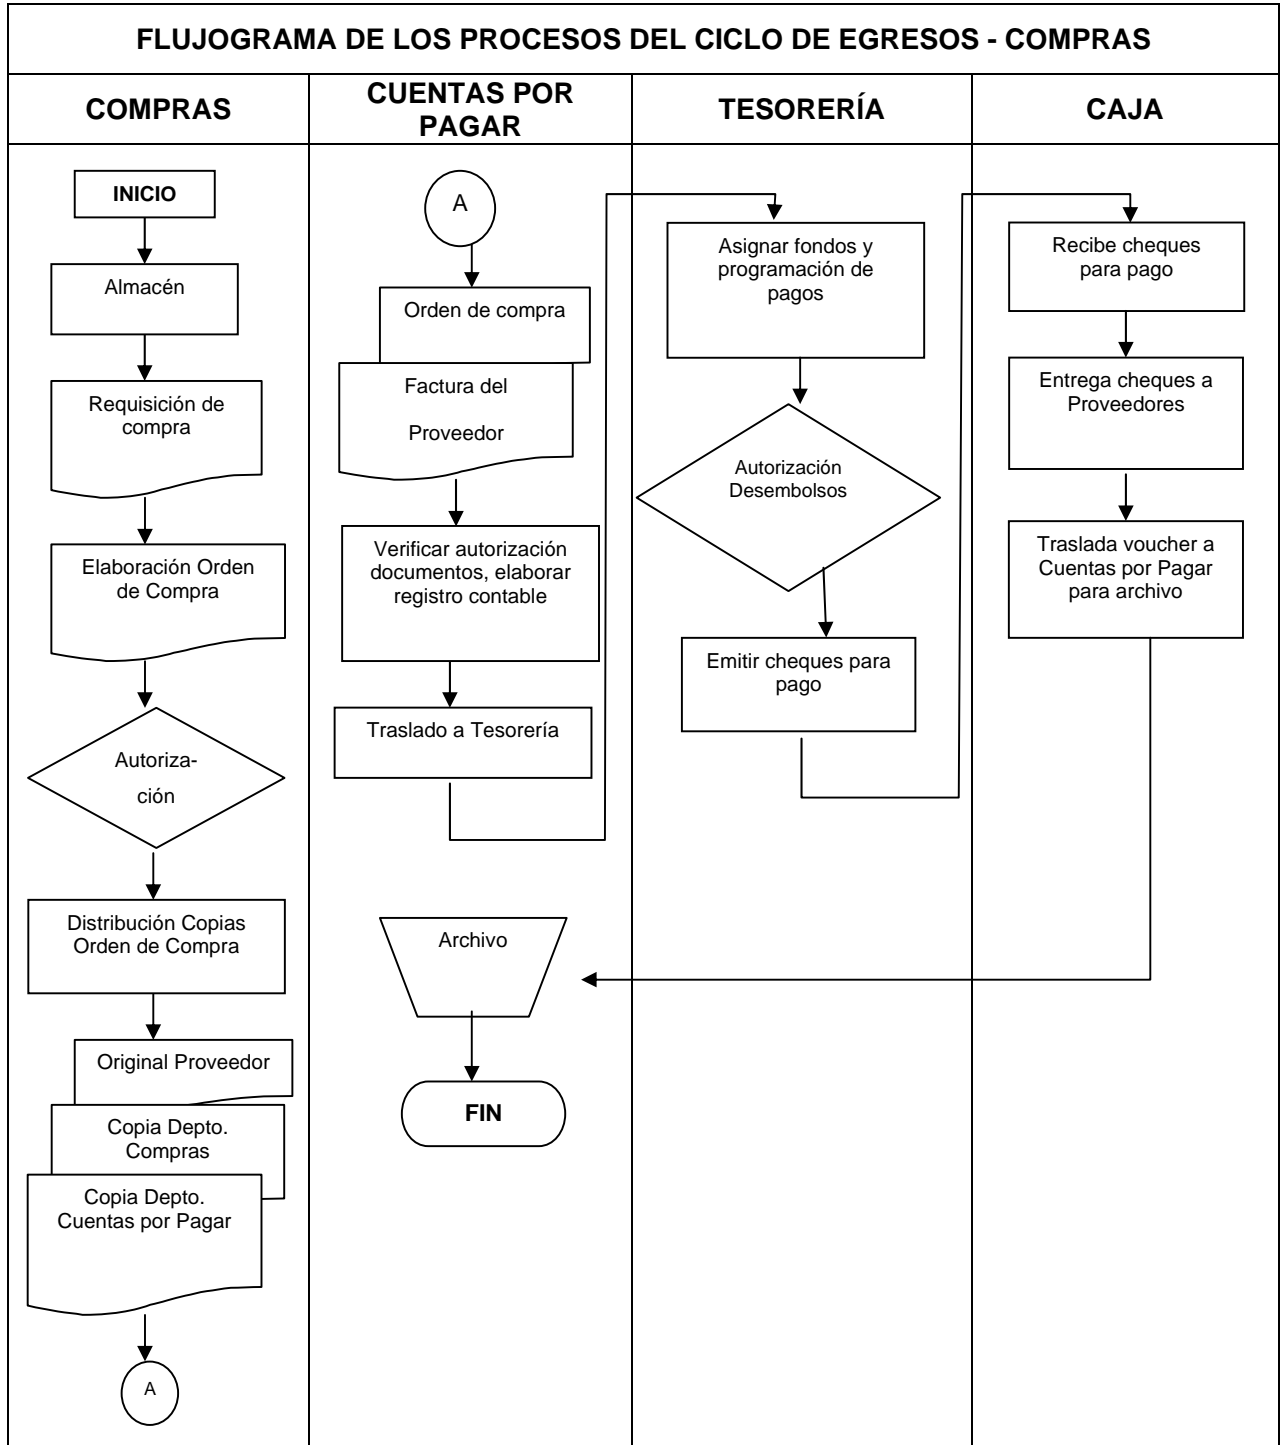 FLUJOGRAMA DE LOS PROCESOS DEL CICLO DE EGRESOS - COMPRAS
COMPRAS
CUENTAS POR
PAGAR
TESORERÍA
CAJA
INICIO
Almacén
Requisición de
compra
Elaboración Orden
de Compra
Autoriza-
ción
Distribución Copias
Orden de Compra
Original Proveedor
Copia Depto.
Compras
Copia Depto.
Cuentas por Pagar
A
A
Orden de compra
Factura del
Proveedor
Verificar autorización
documentos, elaborar
registro contable
Traslado a Tesorería
Archivo
FIN
Asignar fondos y
programación de
pagos
Autorización
Desembolsos
Emitir cheques para
pago
Recibe cheques
para pago
Entrega cheques a
Proveedores
Traslada voucher a
Cuentas por Pagar
para archivo